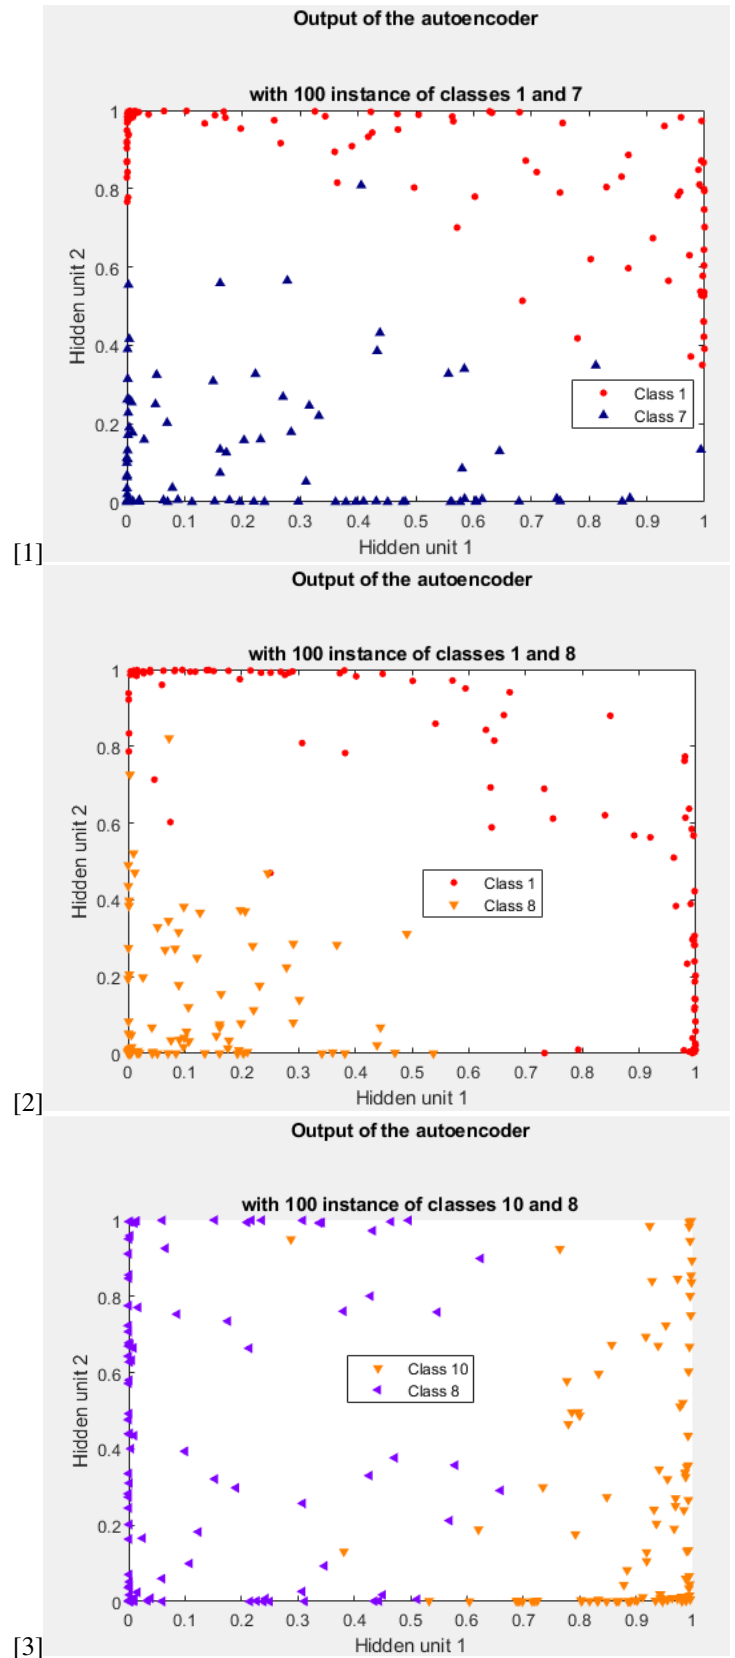 Output of the autoencoder
with 100 instance of classes 1 and 7
1
0.8
0.6
0.4
0.2
0
Hidden unit 2
Class 1
Class 7
0 0.1 0.2 0.3 0.4 0.5 0.6 0.7 0.8 0.9 1
Hidden unit 1
[1]
Output of the autoencoder
with 100 instance of classes 1 and 8
1
0.8
0.6
0.4
0.2
0
Hidden unit 2
Class 1
Class 8
0 0.1 0.2 0.3 0.4 0.5 0.6 0.7 0.8 0.9 1
Hidden unit 1
[2]
Output of the autoencoder
with 100 instance of classes 10 and 8
1
0.8
0.6
0.4
0.2
0
Hidden unit 2
Class 10
Class 8
0 0.1 0.2 0.3 0.4 0.5 0.6 0.7 0.8 0.9 1
Hidden unit 1
[3]